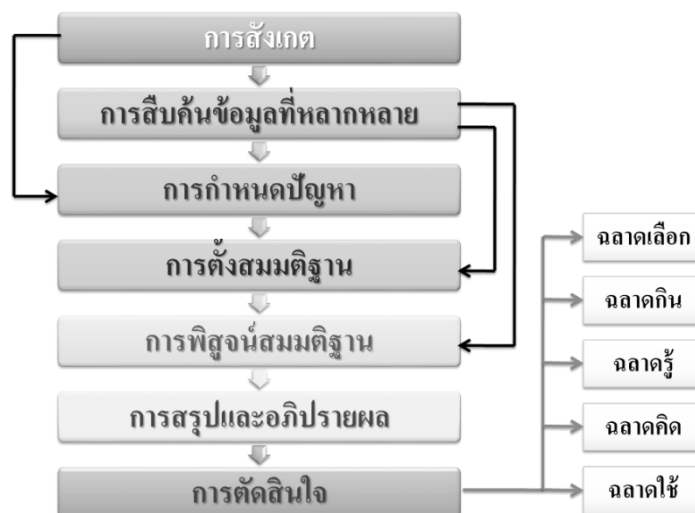 การสังเกต
การสืบค้นข้อมูลที่หลากหลาย
การกำหนดปัญหา
การตั้งสมมติฐาน
การพิสูจน์สมมติฐาน
การสรุปและอภิปรายผล
การตัดสินใจ
ฉลาดเลือก
ฉลาดกิน
ฉลาดรู้
ฉลาดคิด
ฉลาดใช้